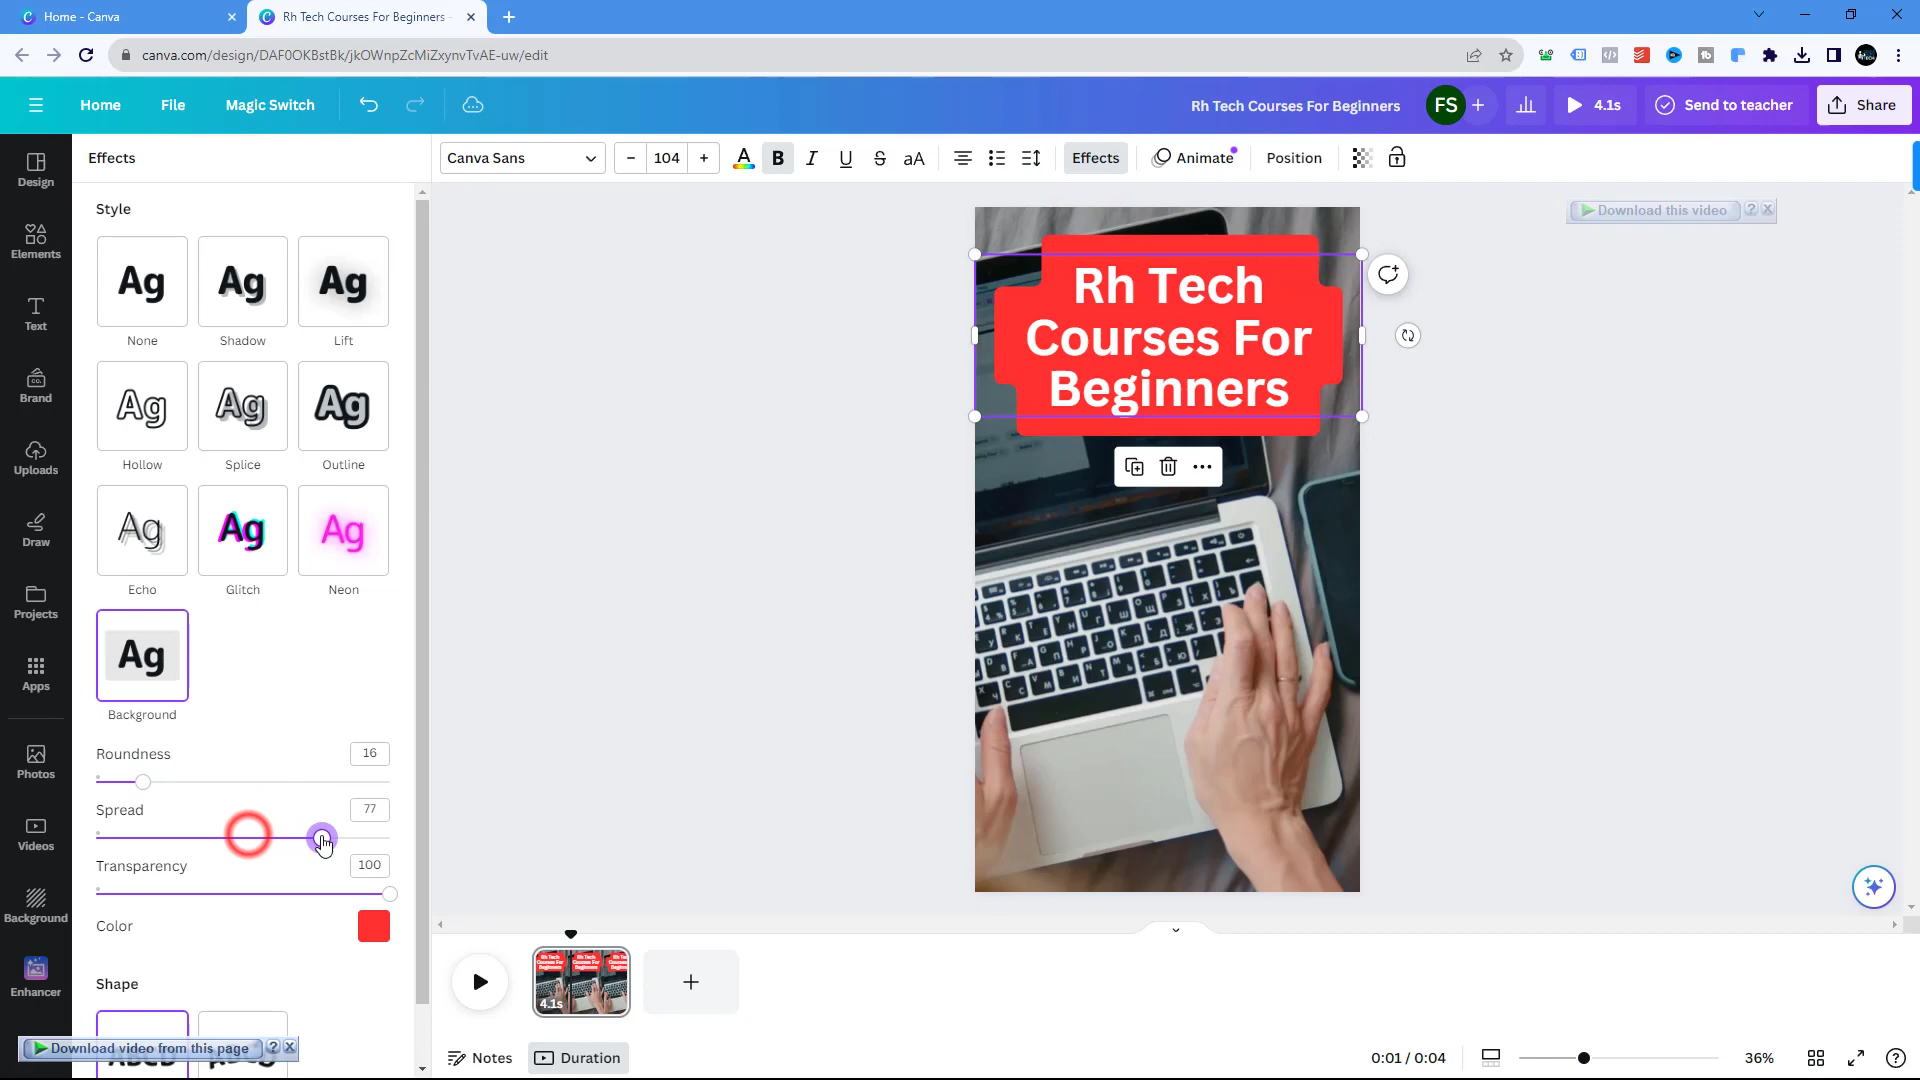 Home - Canva
Rh Tech Courses For Beginners -
canva.com/design/DAF0OKBstBk/jkOWnpZcMiZxynvTvAE-uw/edit
Home
File
Magic Switch
Rh Tech Courses For Beginners
FS
4.1s
Send to teacher
Share
Design
Elements
Text
Brand
Uploads
Draw
Projects
Apps
Photos
Videos
Background
Enhancer
Effects
Canva Sans
104
A
B
I
U
S
aA
Effects
Animate
Position
Style
Ag
Ag
Ag
None
Shadow
Lift
Ag
Ag
Ag
Hollow
Splice
Outline
Ag
Ag
Ag
Echo
Glitch
Neon
Ag
Background
Roundness
16
Spread
77
Transparency
100
Color
Shape
Download video from this page
Download this video
Rh Tech
Courses For
Beginners
4.1s
Notes
Duration
0:01 / 0:04
36%